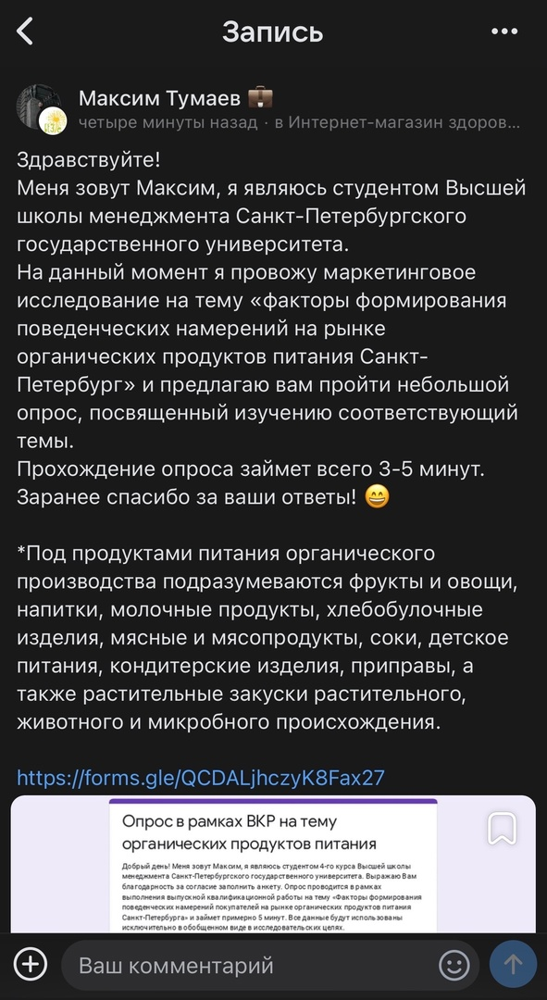 Запись
Максим Тумаев
четыре минуты назад · в Интернет-магазин здоров...
Здравствуйте!
Меня зовут Максим, я являюсь студентом Высшей
школы менеджмента Санкт-Петербургского
государственного университета.
На данный момент я провожу маркетинговое
исследование на тему «факторы формирования
поведенческих намерений на рынке
органических продуктов питания Санкт-
Петербург» и предлагаю вам пройти небольшой
опрос, посвященный изучению соответствующий
темы.
Прохождение опроса займет всего 3-5 минут.
Заранее спасибо за ваши ответы! 😄
*Под продуктами питания органического
производства подразумеваются фрукты и овощи,
напитки, молочные продукты, хлебобулочные
изделия, мясные и мясопродукты, соки, детское
питания, кондитерские изделия, приправы, а
также растительные закуски растительного,
животного и микробного происхождения.
https://forms.gle/QCDALjhczyK8Fax27
Опрос в рамках ВКР на тему
органических продуктов питания
Добрый день! Меня зовут Максим, я являюсь студентом 4-го курса Высшей школы
менеджмента Санкт-Петербургского государственного университета. Выражаю Вам
благодарность за согласие заполнить анкету. Опрос проводится в рамках
выполнения выпускной квалификационной работы на тему «Факторы формирования
поведенческих намерений покупателей на рынке органических продуктов питания
Санкт-Петербурга» и займет примерно 5 минут. Все данные будут использованы
исключительно в обобщенном виде в исследовательских целях.
Ваш комментарий